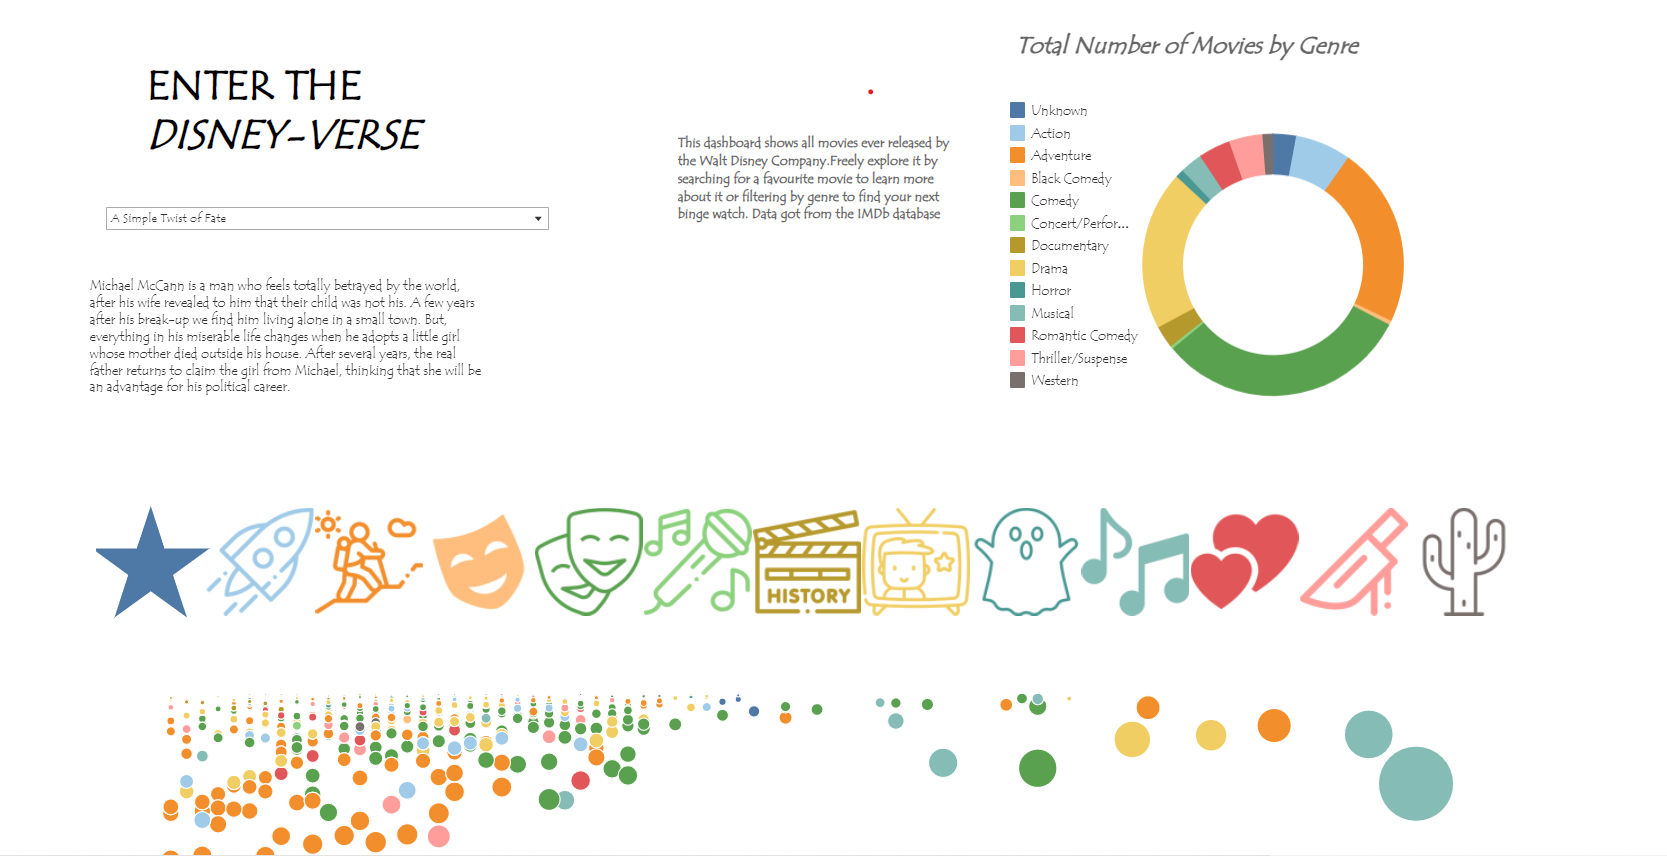 ENTER THE
DISNEY-VERSE
A Simple Twist of Fate
Michael McCann is a man who feels totally betrayed by the world,
after his wife revealed to him that their child was not his. A few years
after his break-up we find him living alone in a small town. But,
everything in his miserable life changes when he adopts a little girl
whose mother died outside his house. After several years, the real
father returns to claim the girl from Michael, thinking that she will be
an advantage for his political career.
This dashboard shows all movies ever released by
the Walt Disney Company.Freely explore it by
searching for a favourite movie to learn more
about it or filtering by genre to find your next
binge watch. Data got from the IMDb database
Total Number of Movies by Genre
Unknown
Action
Adventure
Black Comedy
Comedy
Concert/Perfor...
Documentary
Drama
Horror
Musical
Romantic Comedy
Thriller/Suspense
Western
HISTORY